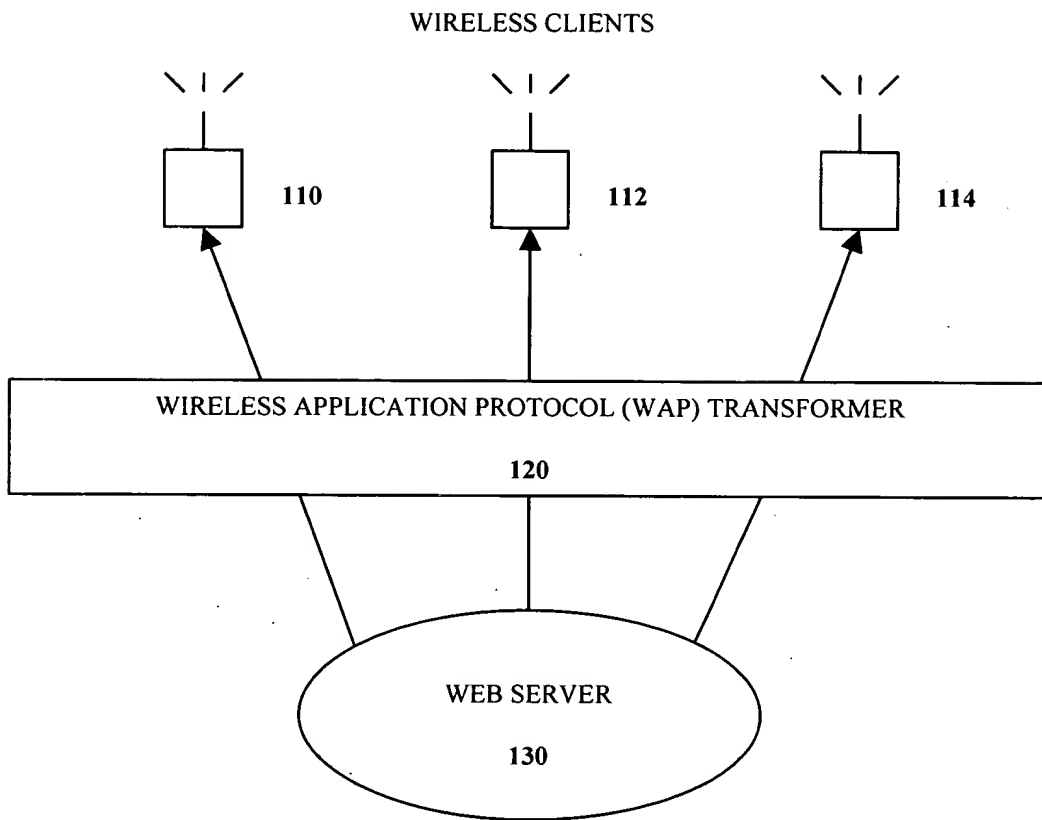 WIRELESS CLIENTS
110
112
114
WIRELESS APPLICATION PROTOCOL (WAP) TRANSFORMER
120
WEB SERVER
130